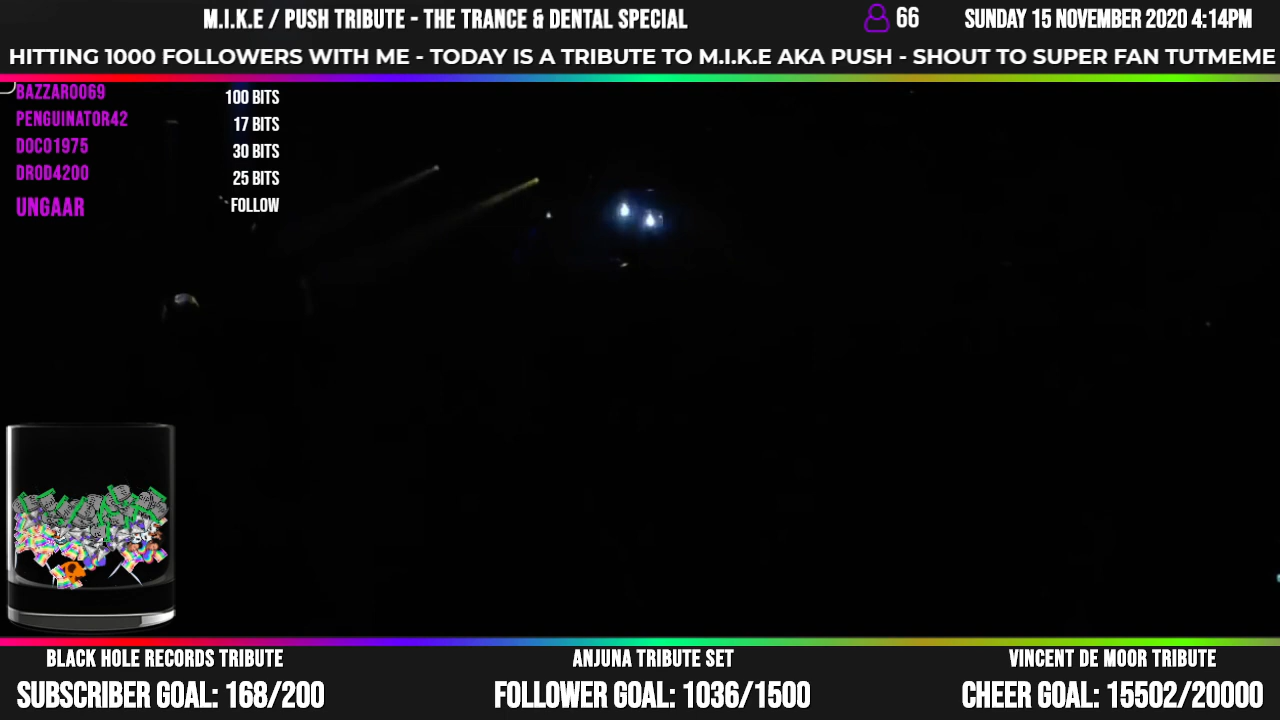 M.I.K.E / PUSH TRIBUTE - THE TRANCE & DENTAL SPECIAL
66
SUNDAY 15 NOVEMBER 2020 4:14PM
HITTING 1000 FOLLOWERS WITH ME - TODAY IS A TRIBUTE TO M.I.K.E AKA PUSH - SHOUT TO SUPER FAN TUTMEME
BAZZAROO69 100 BITS
PENGUINATOR42 17 BITS
DOCO1975 30 BITS
DROD4200 25 BITS
UNGAAR FOLLOW
BLACK HOLE RECORDS TRIBUTE
SUBSCRIBER GOAL: 168/200
ANJUNA TRIBUTE SET
FOLLOWER GOAL: 1036/1500
VINCENT DE MOOR TRIBUTE
CHEER GOAL: 15502/20000